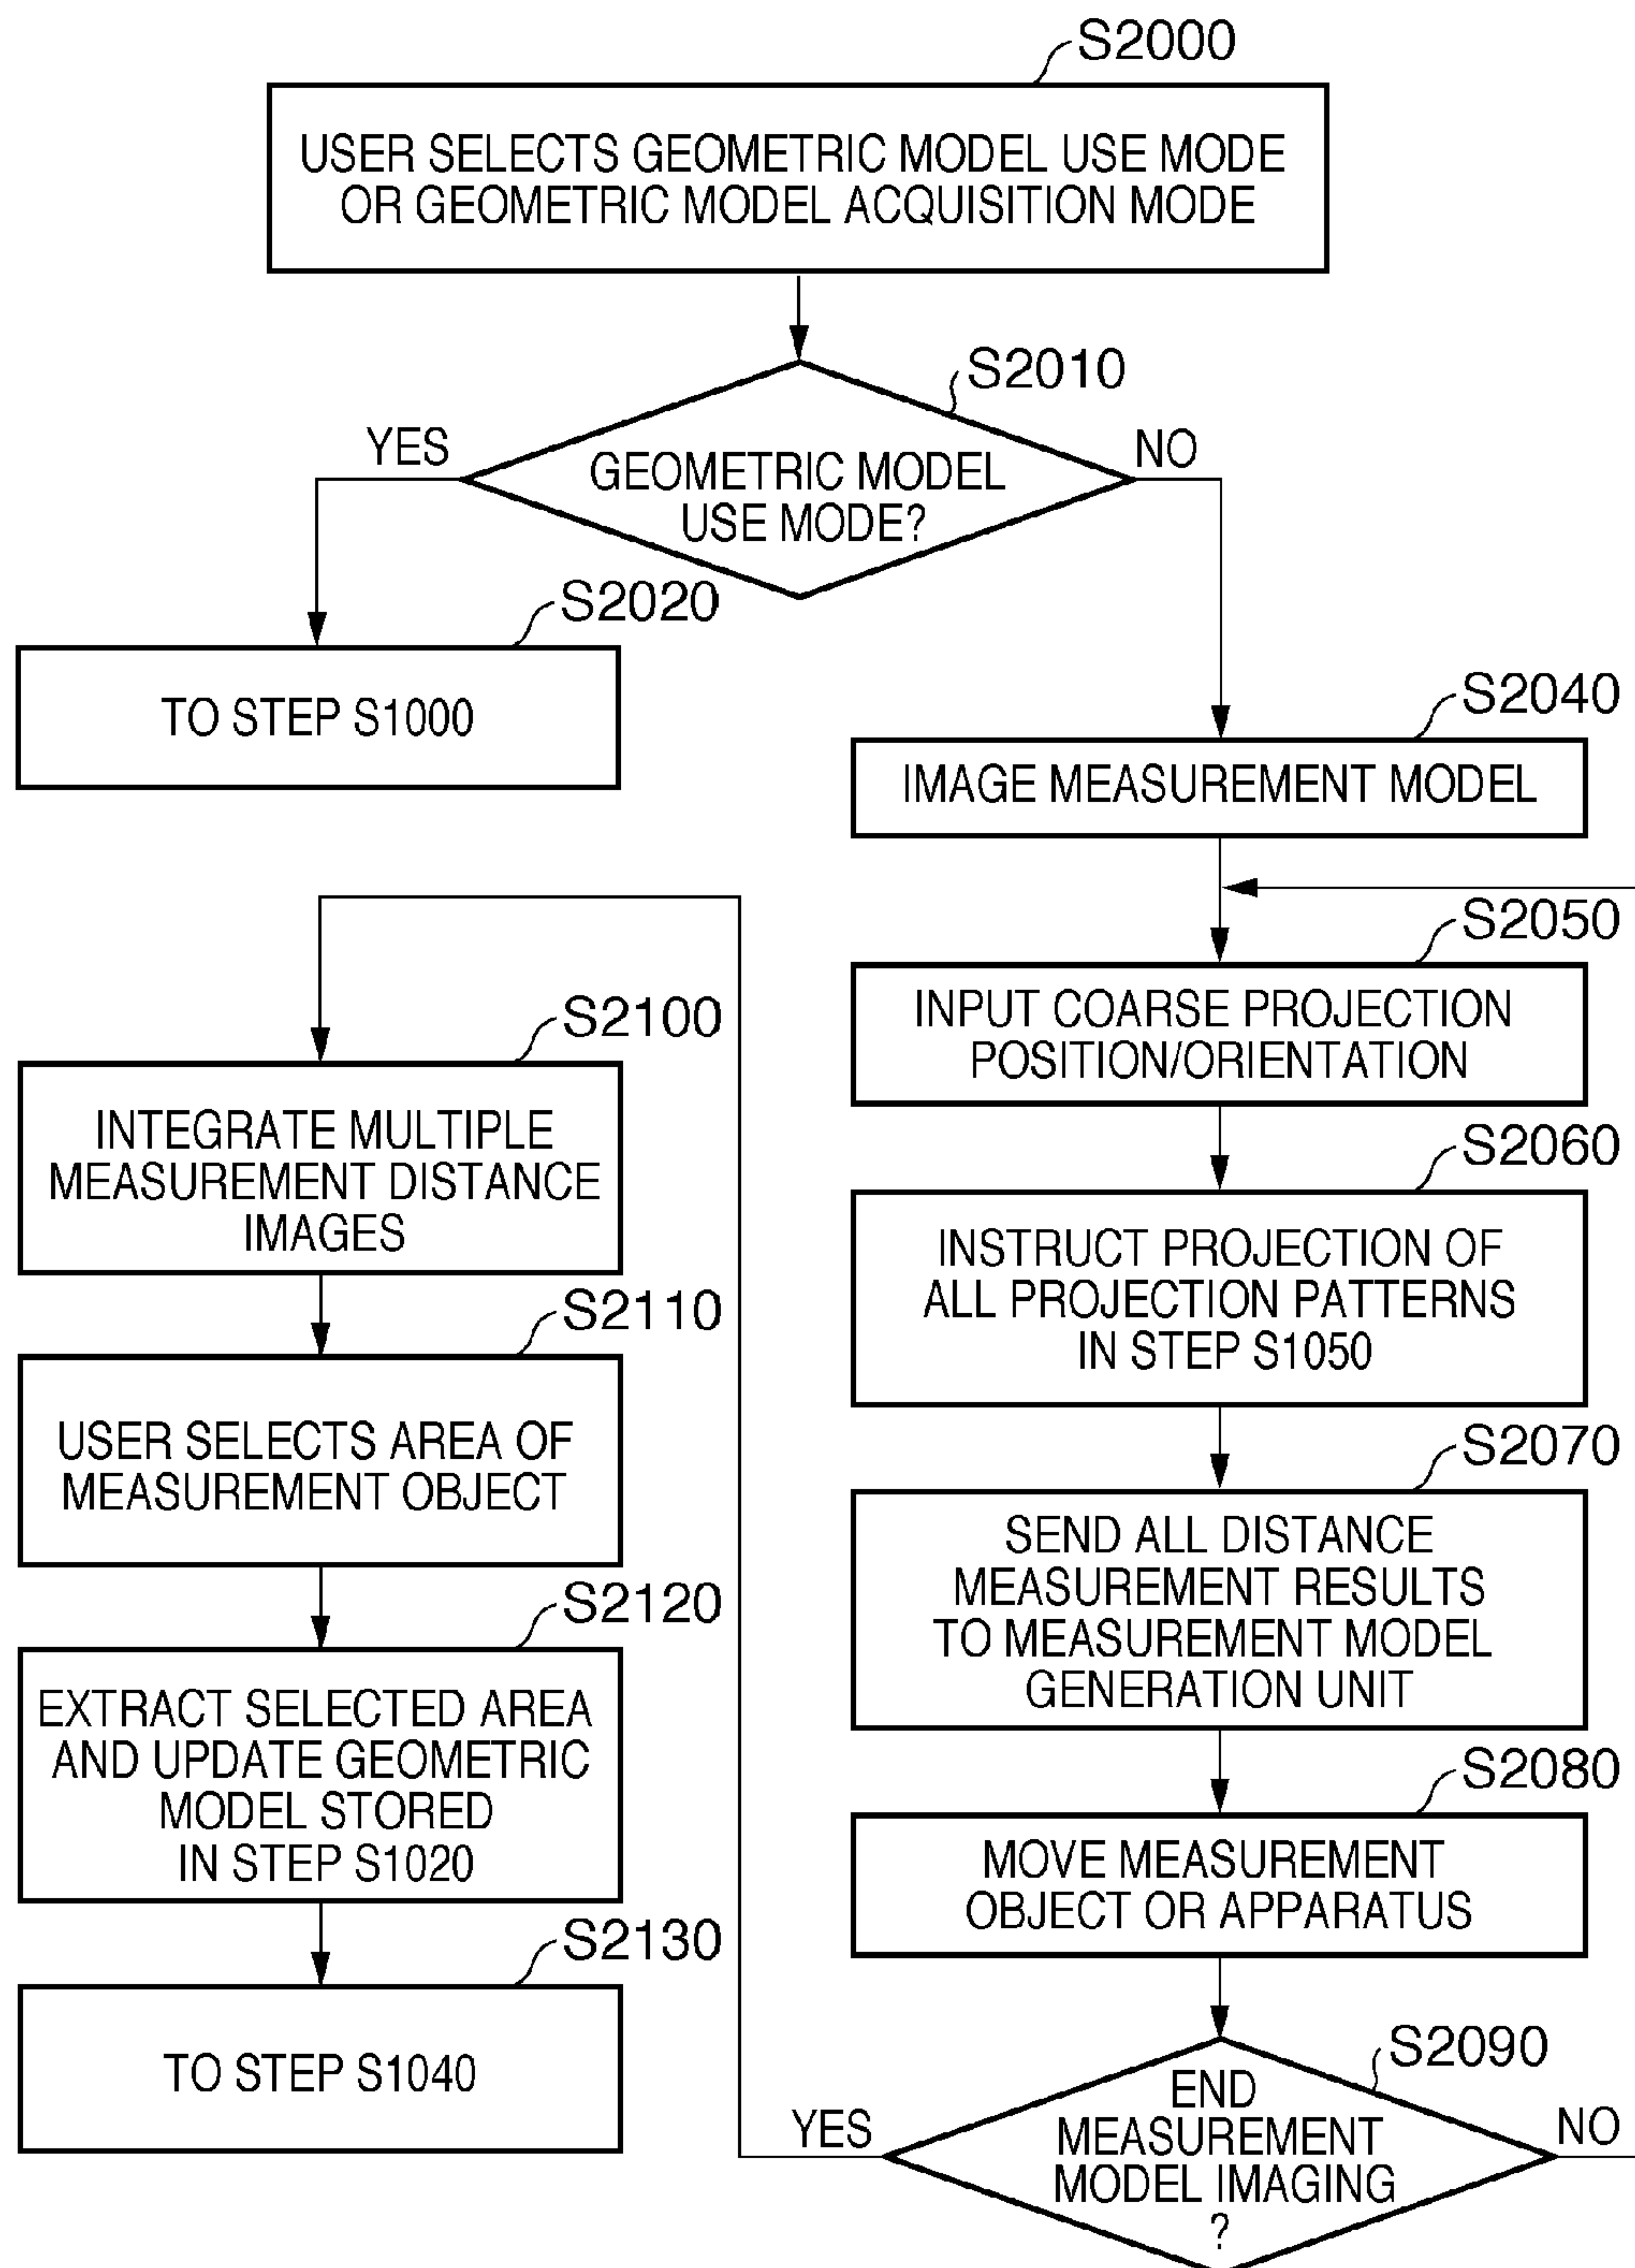 S2000
USER SELECTS GEOMETRIC MODEL USE MODE
OR GEOMETRIC MODEL ACQUISITION MODE
S2010
YES
NO
GEOMETRIC MODEL
USE MODE?
S2020
TO STEP S1000
S2040
IMAGE MEASUREMENT MODEL
S2050
INPUT COARSE PROJECTION
POSITION/ORIENTATION
S2060
INSTRUCT PROJECTION OF
ALL PROJECTION PATTERNS
IN STEP S1050
S2070
SEND ALL DISTANCE
MEASUREMENT RESULTS
TO MEASUREMENT MODEL
GENERATION UNIT
S2080
MOVE MEASUREMENT
OBJECT OR APPARATUS
S2090
END
MEASUREMENT
MODEL IMAGING
?
YES
NO
S2100
INTEGRATE MULTIPLE
MEASUREMENT DISTANCE
IMAGES
S2110
USER SELECTS AREA OF
MEASUREMENT OBJECT
S2120
EXTRACT SELECTED AREA
AND UPDATE GEOMETRIC
MODEL STORED
IN STEP S1020
S2130
TO STEP S1040